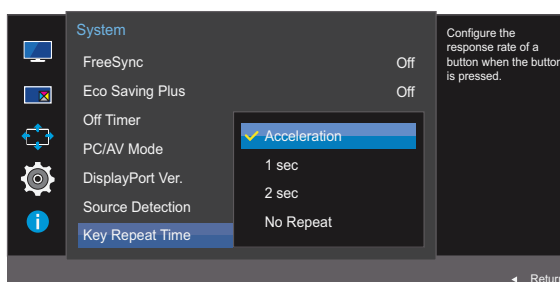 System
FreeSync Off
Eco Saving Plus Off
Off Timer
PC/AV Mode
DisplayPort Ver.
Source Detection
Key Repeat Time
Acceleration
1 sec
2 sec
No Repeat
Configure the
response rate of a
button when the button
is pressed.
Return